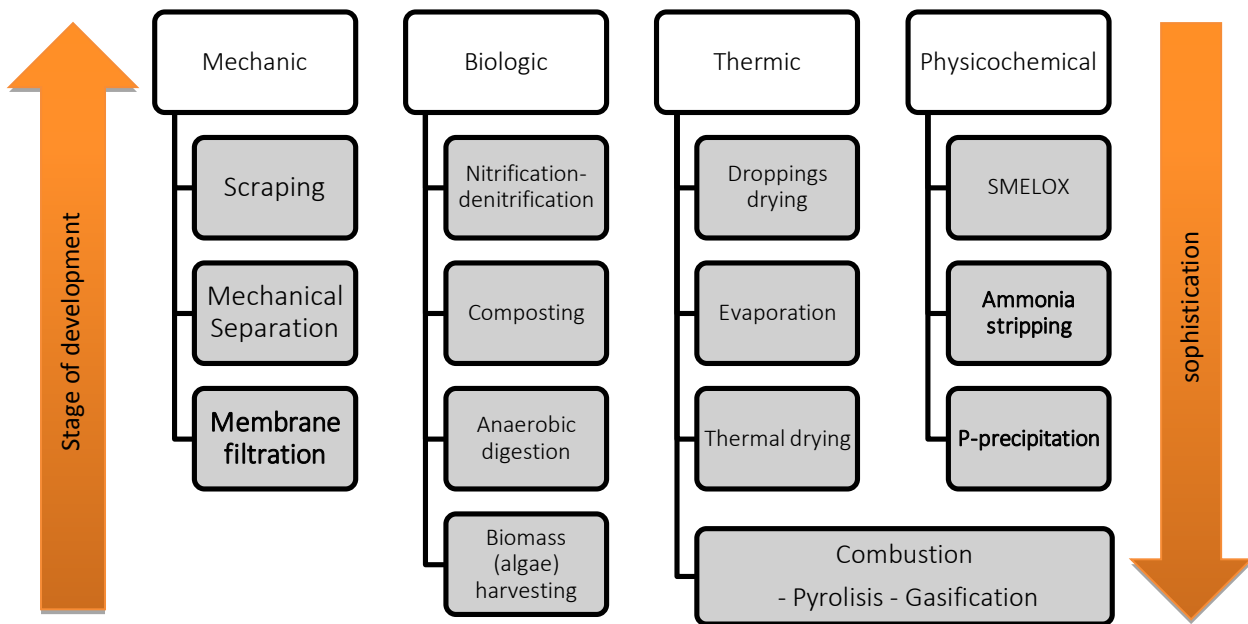 Stage of development
Mechanic
Scraping
Mechanical
Separation
Membrane
filtration
Biologic
Nitrification-
denitrification
Composting
Anaerobic
digestion
Biomass
(algae)
harvesting
Thermic
Droppings
drying
Evaporation
Thermal drying
Combustion
- Pyrolisis - Gasification
Physicochemical
SMELOX
Ammonia
stripping
P-precipitation
sophistication